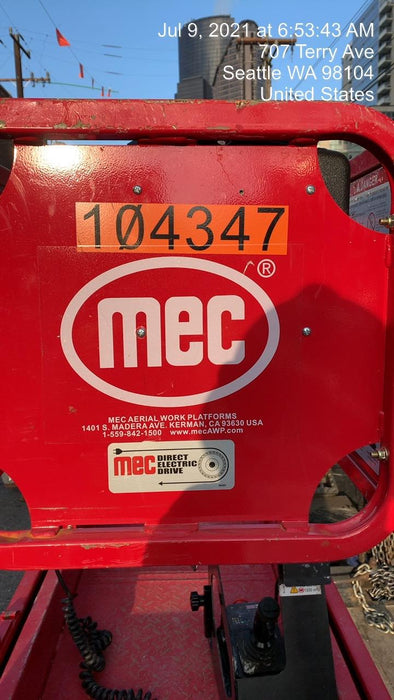 Jul 9, 2021 at 6:53:43 AM
707 Terry Ave
Seattle WA 98104
United States
104347
mec ®
MEC AERIAL WORK PLATFORMS
1401 S. MADERA AVE. KERMAN, CA 93630 USA
1-559-842-1500 www.mecAWP.com
mec DIRECT
ELECTRIC
DRIVE